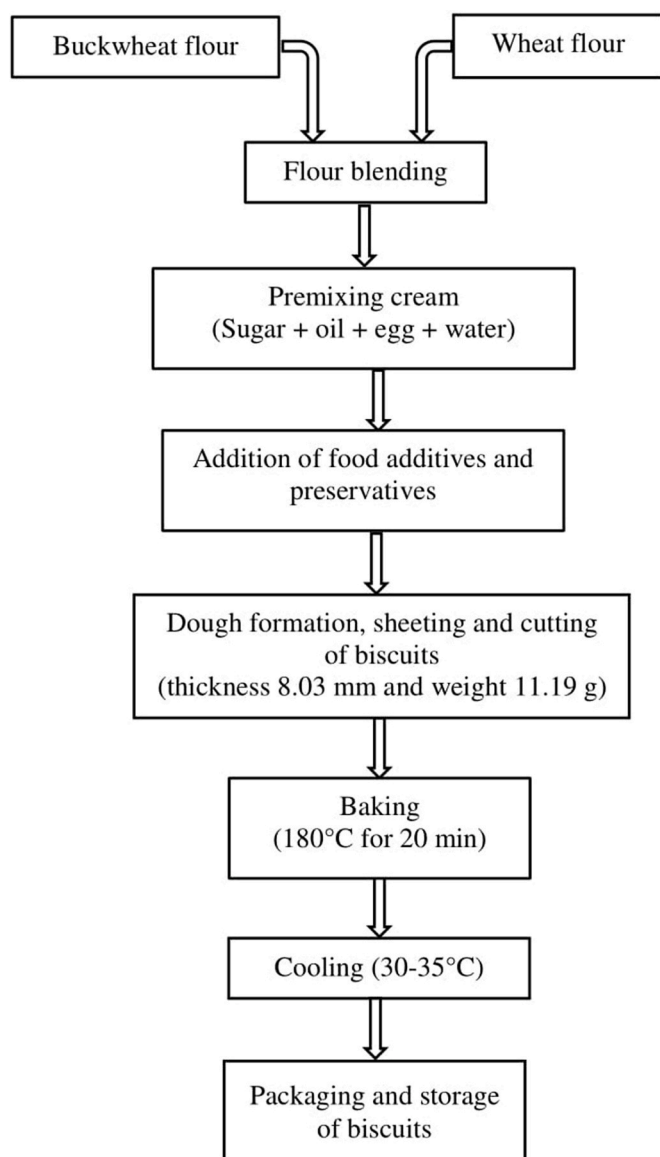 Buckwheat flour
Wheat flour
Flour blending
Premixing cream
(Sugar + oil + egg + water)
Addition of food additives and
preservatives
Dough formation, sheeting and cutting
of biscuits
(thickness 8.03 mm and weight 11.19 g)
Baking
(180°C for 20 min)
Cooling (30-35°C)
Packaging and storage
of biscuits